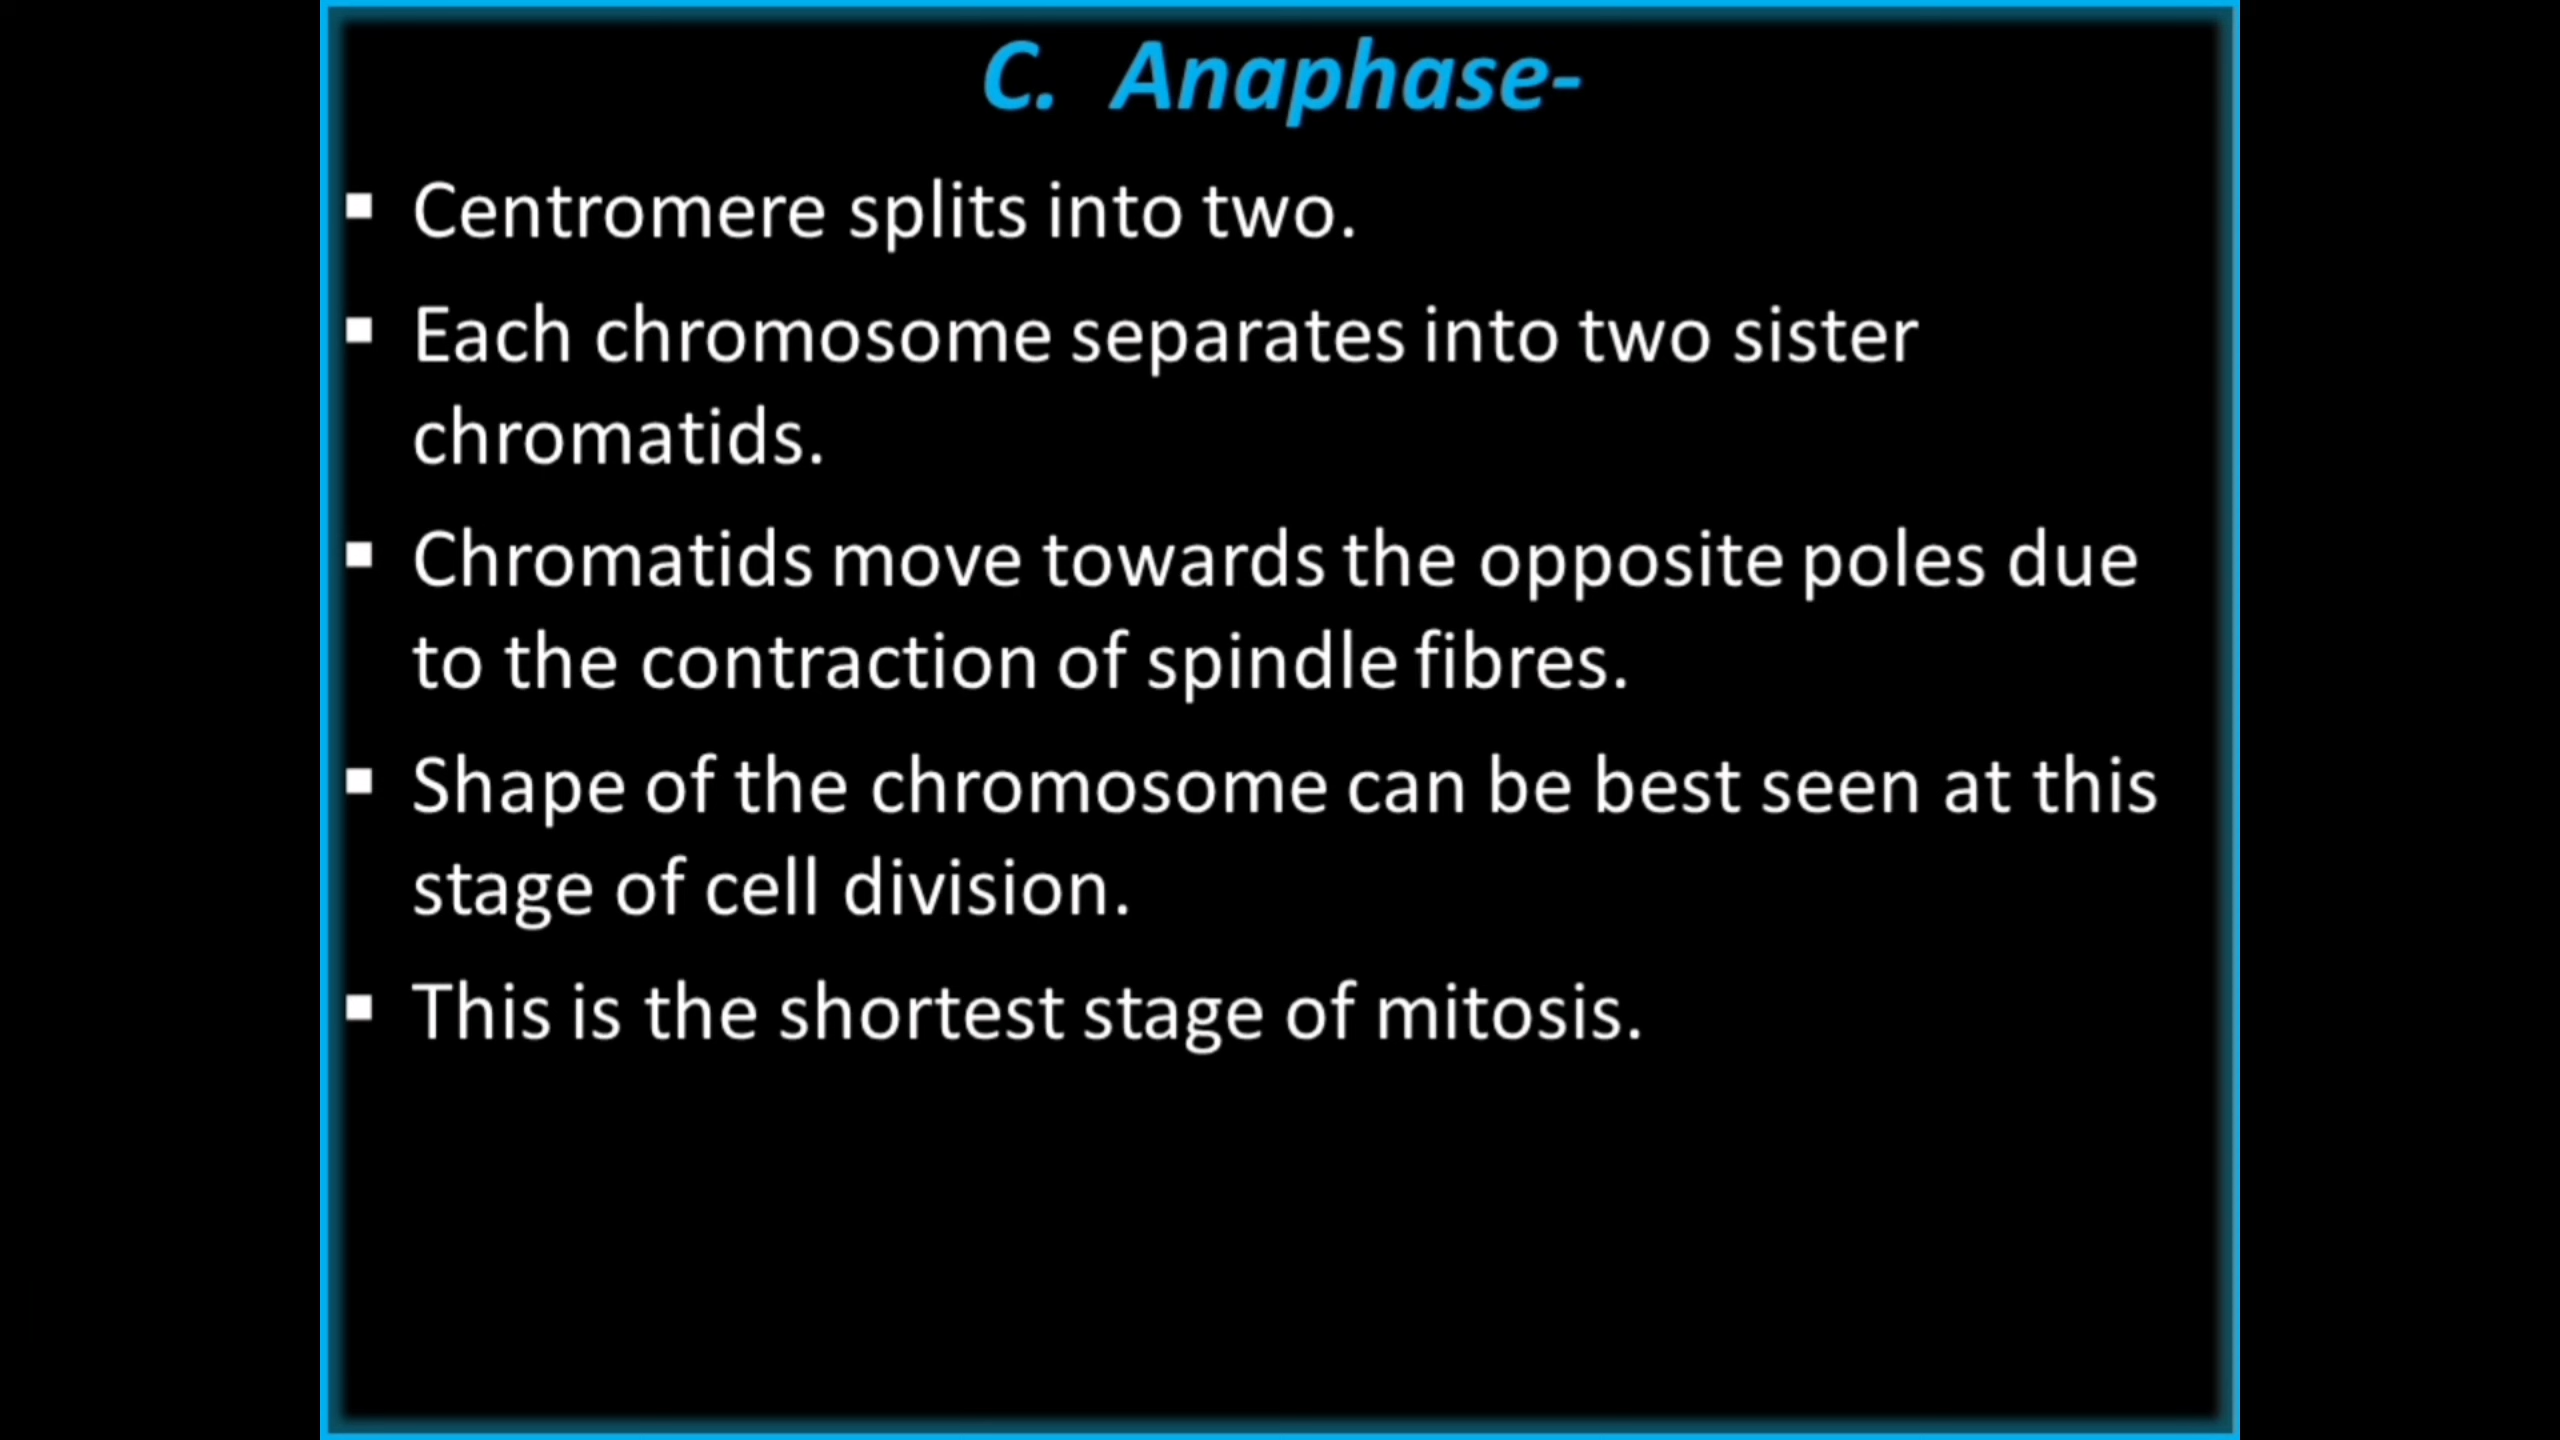 C. Anaphase-
▪ Centromere splits into two.
▪ Each chromosome separates into two sister
chromatids.
▪ Chromatids move towards the opposite poles due
to the contraction of spindle fibres.
▪ Shape of the chromosome can be best seen at this
stage of cell division.
▪ This is the shortest stage of mitosis.